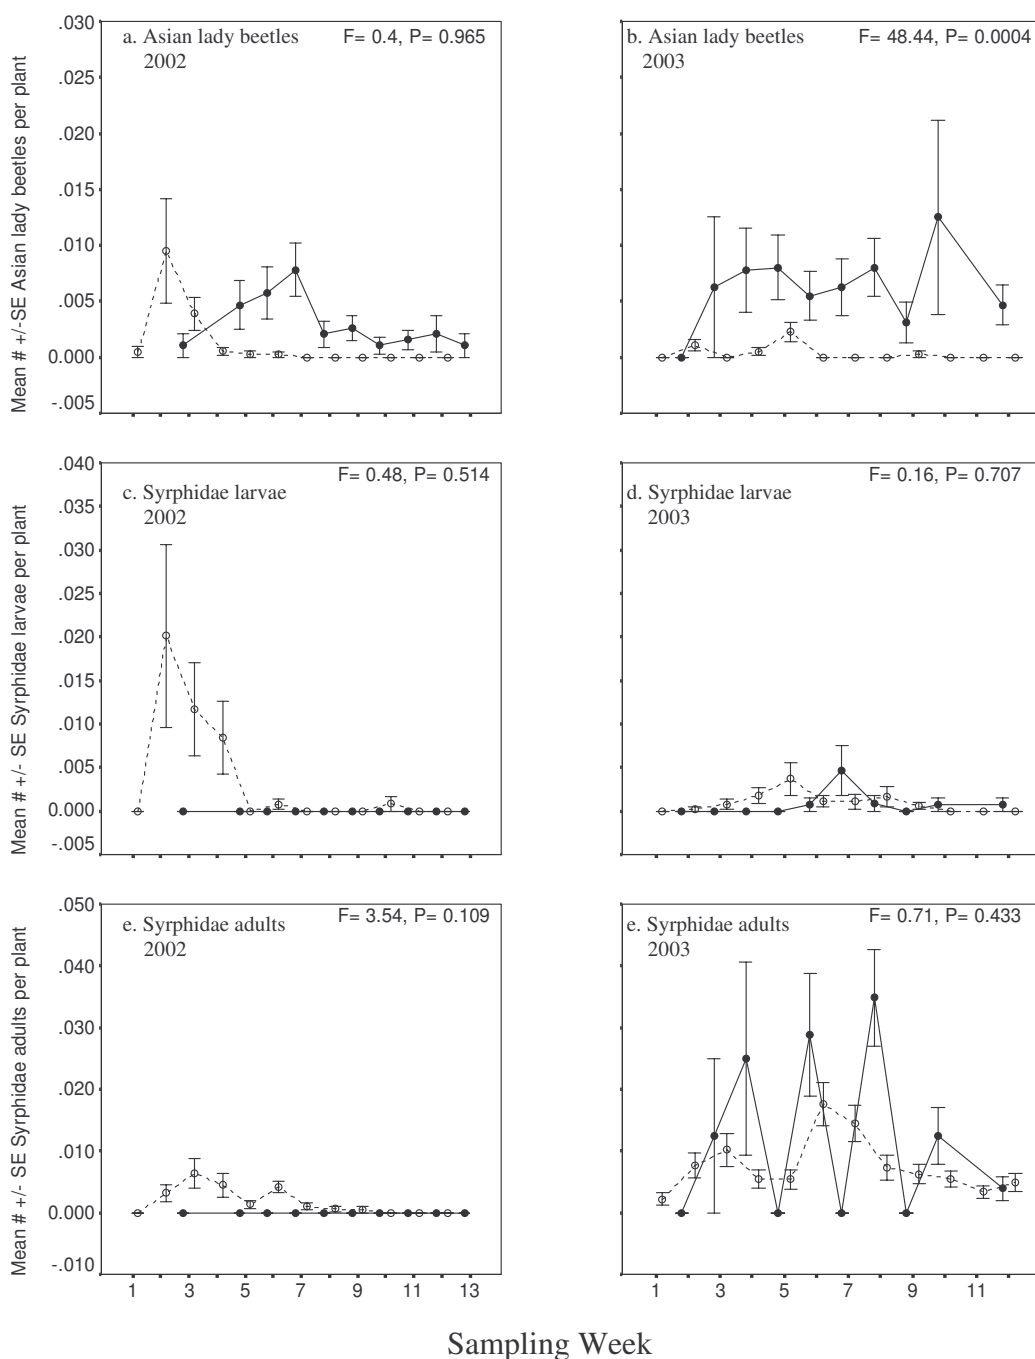 Mean # +/-SE Asian lady beetles per plant
.030
.025
.020
.015
.010
.005
0.000
-.005
a. Asian lady beetles
2002
F= 0.4, P= 0.965
b. Asian lady beetles
2003
F= 48.44, P= 0.0004
Mean # +/- SE Syrphidae larvae per plant
.040
.035
.030
.025
.020
.015
.010
.005
0.000
-.005
c. Syrphidae larvae
2002
F= 0.48, P= 0.514
d. Syrphidae larvae
2003
F= 0.16, P= 0.707
Mean # +/- SE Syrphidae adults per plant
.050
.040
.030
.020
.010
0.000
-.010
e. Syrphidae adults
2002
F= 3.54, P= 0.109
e. Syrphidae adults
2003
F= 0.71, P= 0.433
1 3 5 7 9 11 13
1 3 5 7 9 11
Sampling Week